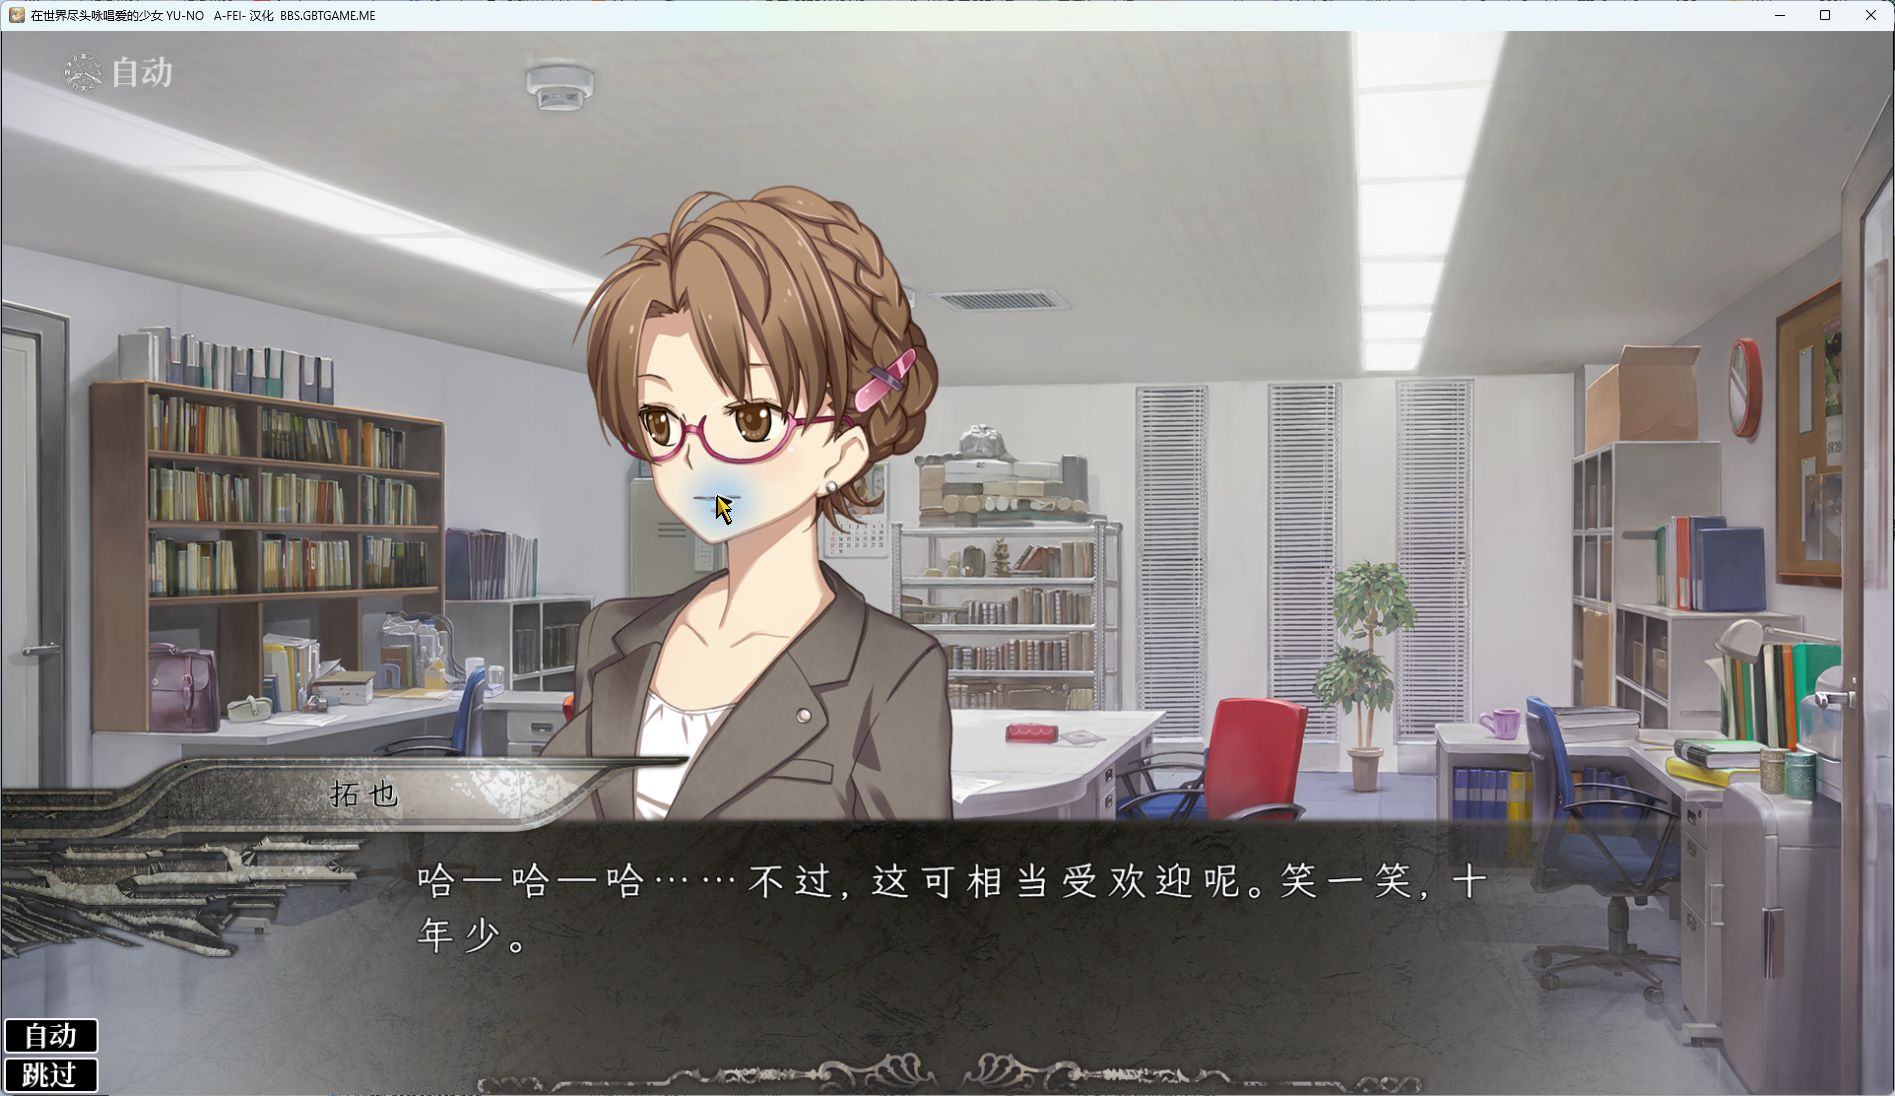 在世界尽头咏唱爱的少女 YU-NO A-FEI- 汉化 BBS.GBTGAME.ME
自动
拓也
哈—哈—哈……不过，这可相当受欢迎呢。笑一笑，十
年少。
自动
跳过